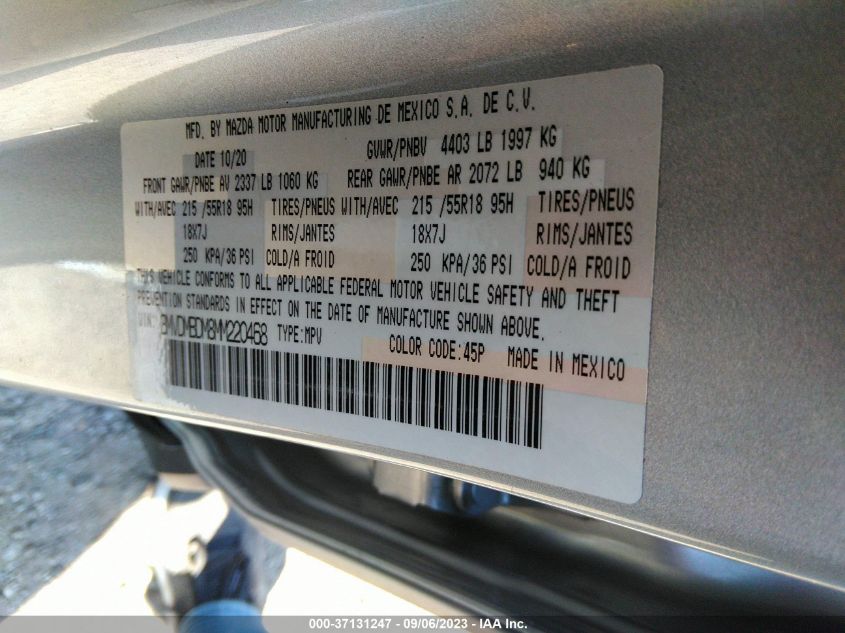 MFD. BY MAZDA MOTOR MANUFACTURING DE MEXICO S.A. DE C.V.
DATE 10/20 GVWR/PNBV 4403 LB 1997 KG
FRONT GAWR/PNBE AV 2337 LB 1060 KG REAR GAWR/PNBE AR 2072 LB 940 KG
WITH/AVEC 215 /55R18 95H TIRES/PNEUS WITH/AVEC 215 /55R18 95H TIRES/PNEUS
18X7J RIMS/JANTES 18X7J RIMS/JANTES
250 KPA/36 PSI COLD/A FROID 250 KPA/36 PSI COLD/A FROID
THIS VEHICLE CONFORMS TO ALL APPLICABLE FEDERAL MOTOR VEHICLE SAFETY AND THEFT
PREVENTION STANDARDS IN EFFECT ON THE DATE OF MANUFACTURE SHOWN ABOVE.
VIN: 3MVDMBDM8MM220468 TYPE:MPV COLOR CODE:45P MADE IN MEXICO
000-37131247 - 09/06/2023 - IAA Inc.